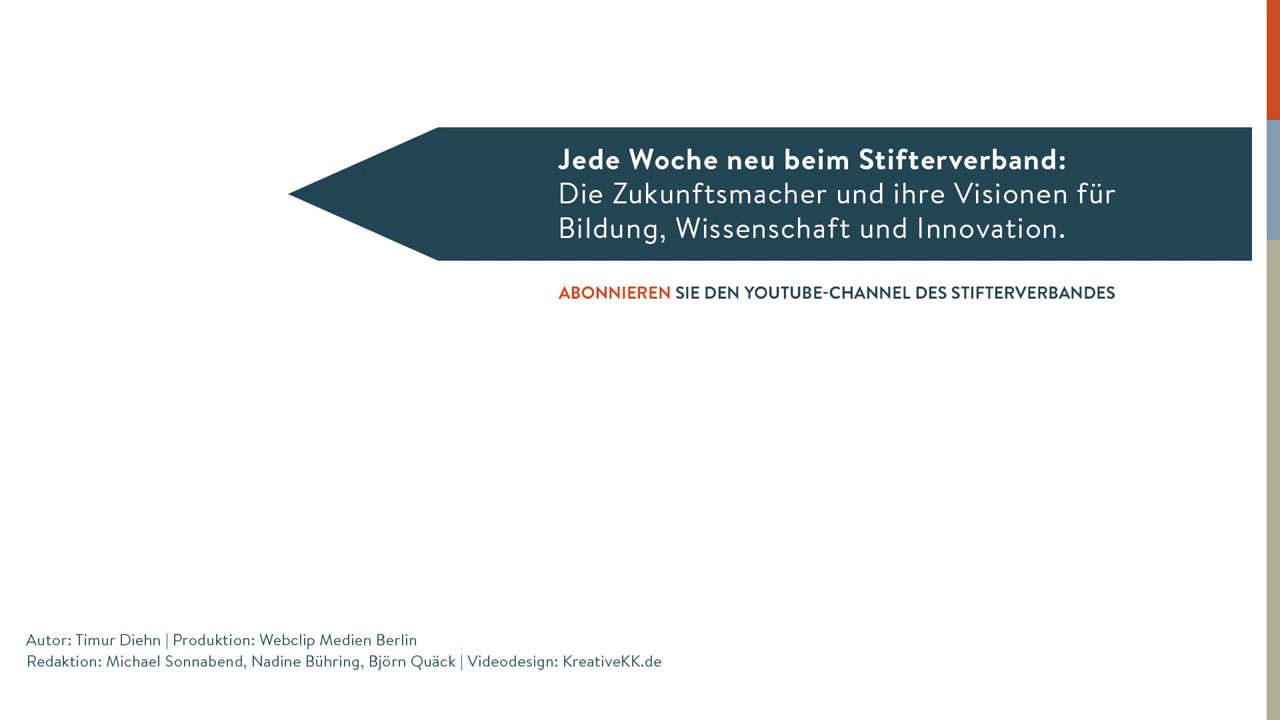 Jede Woche neu beim Stifterverband:
Die Zukunftsmacher und ihre Visionen für
Bildung, Wissenschaft und Innovation.
ABONNIEREN SIE DEN YOUTUBE-CHANNEL DES STIFTERVERBANDES
Autor: Timur Diehn | Produktion: Webclip Medien Berlin
Redaktion: Michael Sonnabend, Nadine Bühring, Björn Quäck | Videodesign: KreativeKK.de